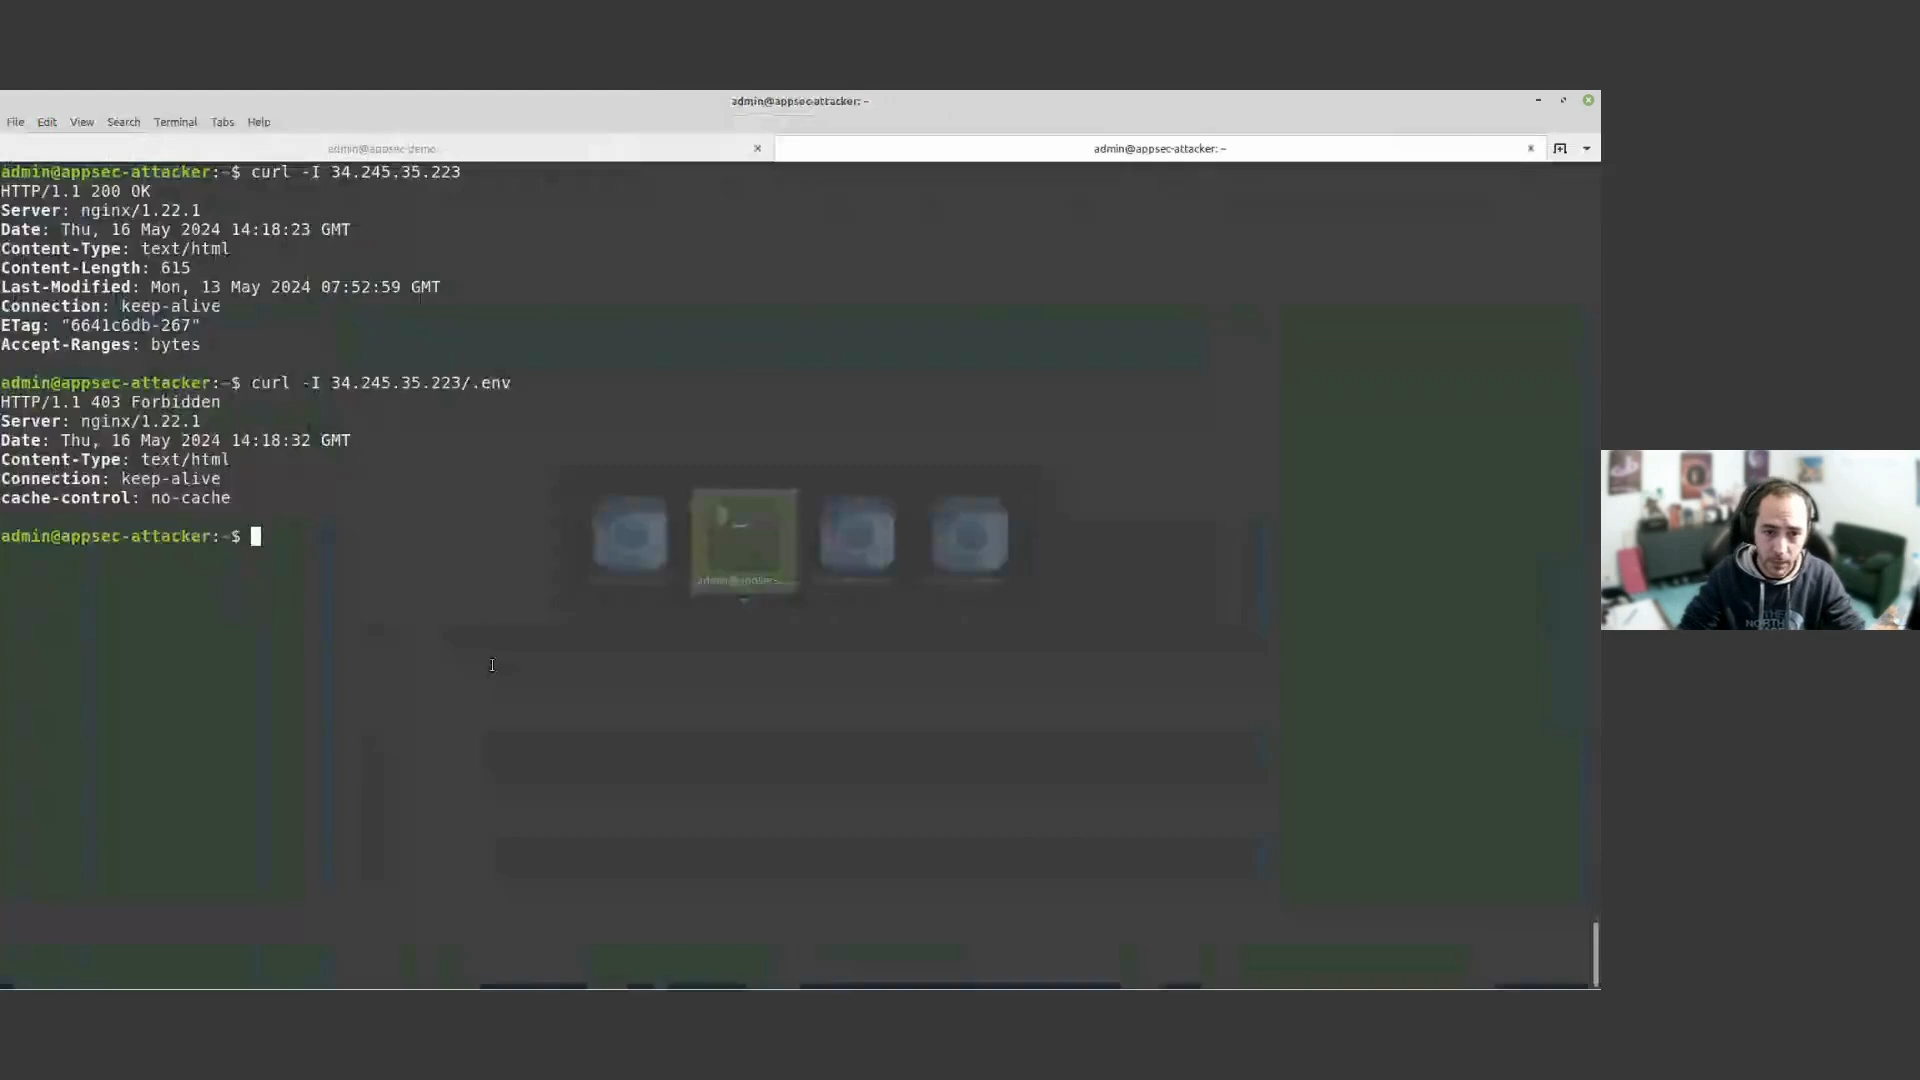 admin@appsec-attacker: ~
File Edit View Search Terminal Tabs Help
admin@appsec-demo...
admin@appsec-attacker: ~
admin@appsec-attacker:~$ curl -I 34.245.35.223
HTTP/1.1 200 OK
Server: nginx/1.22.1
Date: Thu, 16 May 2024 14:18:23 GMT
Content-Type: text/html
Content-Length: 615
Last-Modified: Mon, 13 May 2024 07:52:59 GMT
Connection: keep-alive
ETag: "6641c6db-267"
Accept-Ranges: bytes
admin@appsec-attacker:~$ curl -I 34.245.35.223/.env
HTTP/1.1 403 Forbidden
Server: nginx/1.22.1
Date: Thu, 16 May 2024 14:18:32 GMT
Content-Type: text/html
Connection: keep-alive
cache-control: no-cache
admin@appsec-attacker:~$
THE
NORTH